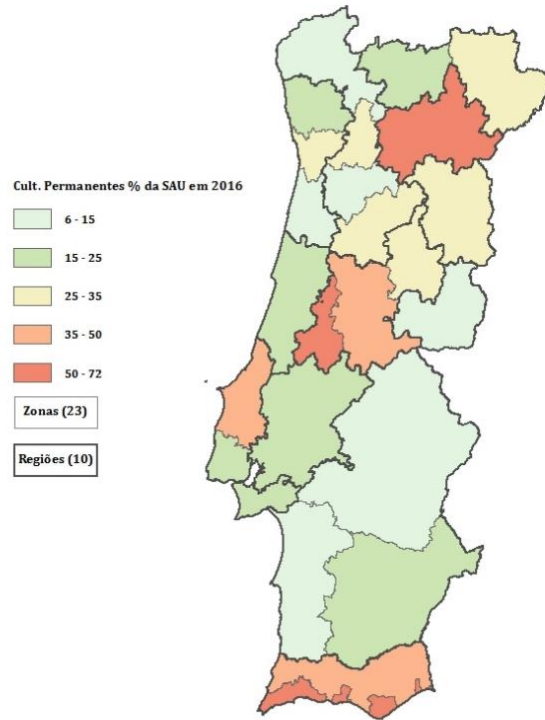 Cult. Permanentes % da SAU em 2016
6 - 15
15 - 25
25 - 35
35 - 50
50 - 72
Zonas (23)
Regiões (10)